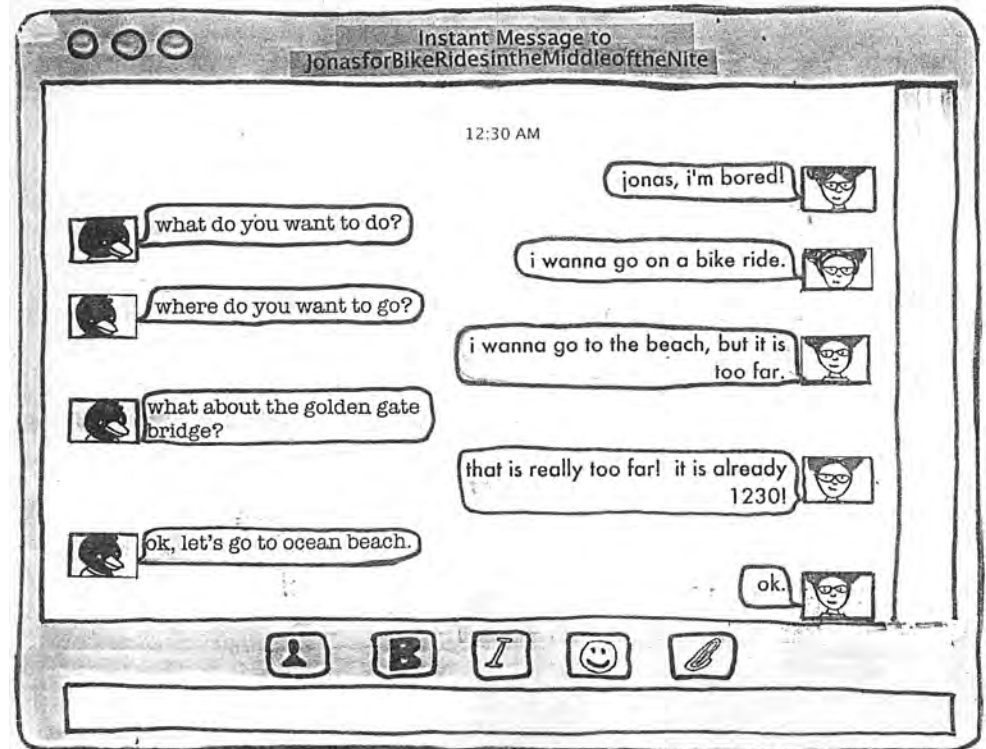 Instant Message to
JonasforBikeRidesintheMiddleoftheNite
12:30 AM
jonas, i'm bored!
what do you want to do?
i wanna go on a bike ride.
where do you want to go?
i wanna go to the beach, but it is
too far.
what about the golden gate
bridge?
that is really too far! it is already
1230!
ok, let's go to ocean beach.
ok.
B
I